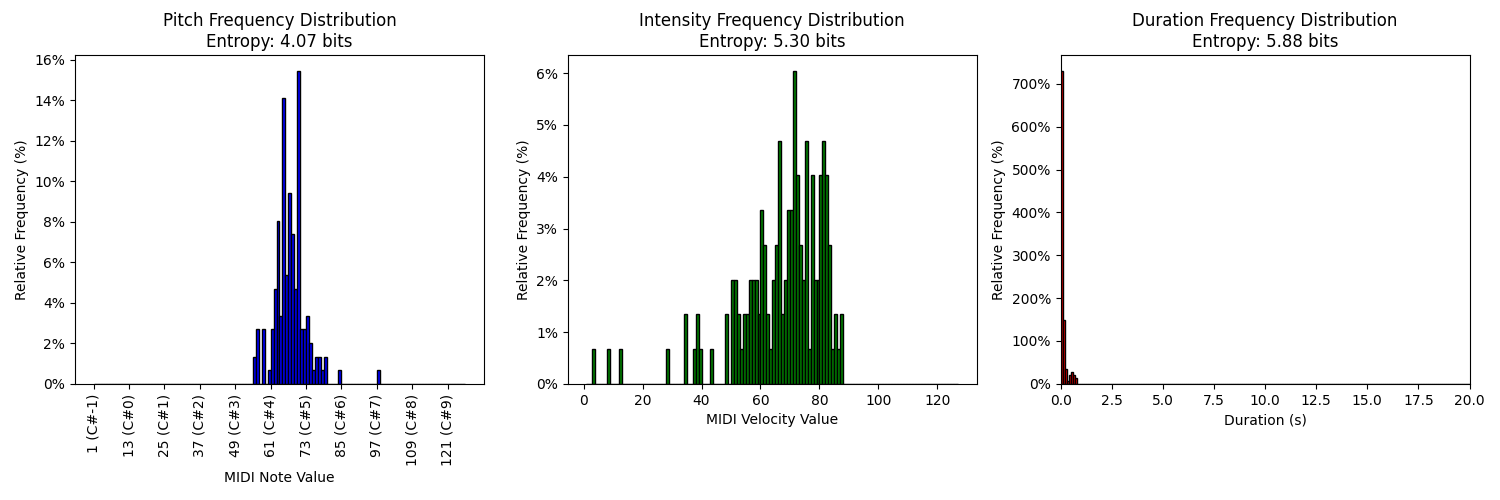 Pitch Frequency Distribution
Entropy: 4.07 bits
16%
14%
12%
10%
8%
6%
4%
2%
0%
Relative Frequency (%)
1 (C#-1)
13 (C#0)
25 (C#1)
37 (C#2)
49 (C#3)
61 (C#4)
73 (C#5)
85 (C#6)
97 (C#7)
109 (C#8)
121 (C#9)
MIDI Note Value
Intensity Frequency Distribution
Entropy: 5.30 bits
6%
5%
4%
3%
2%
1%
0%
Relative Frequency (%)
0
20
40
60
80
100
120
MIDI Velocity Value
Duration Frequency Distribution
Entropy: 5.88 bits
700%
600%
500%
400%
300%
200%
100%
0%
Relative Frequency (%)
0.0
2.5
5.0
7.5
10.0
12.5
15.0
17.5
20.0
Duration (s)